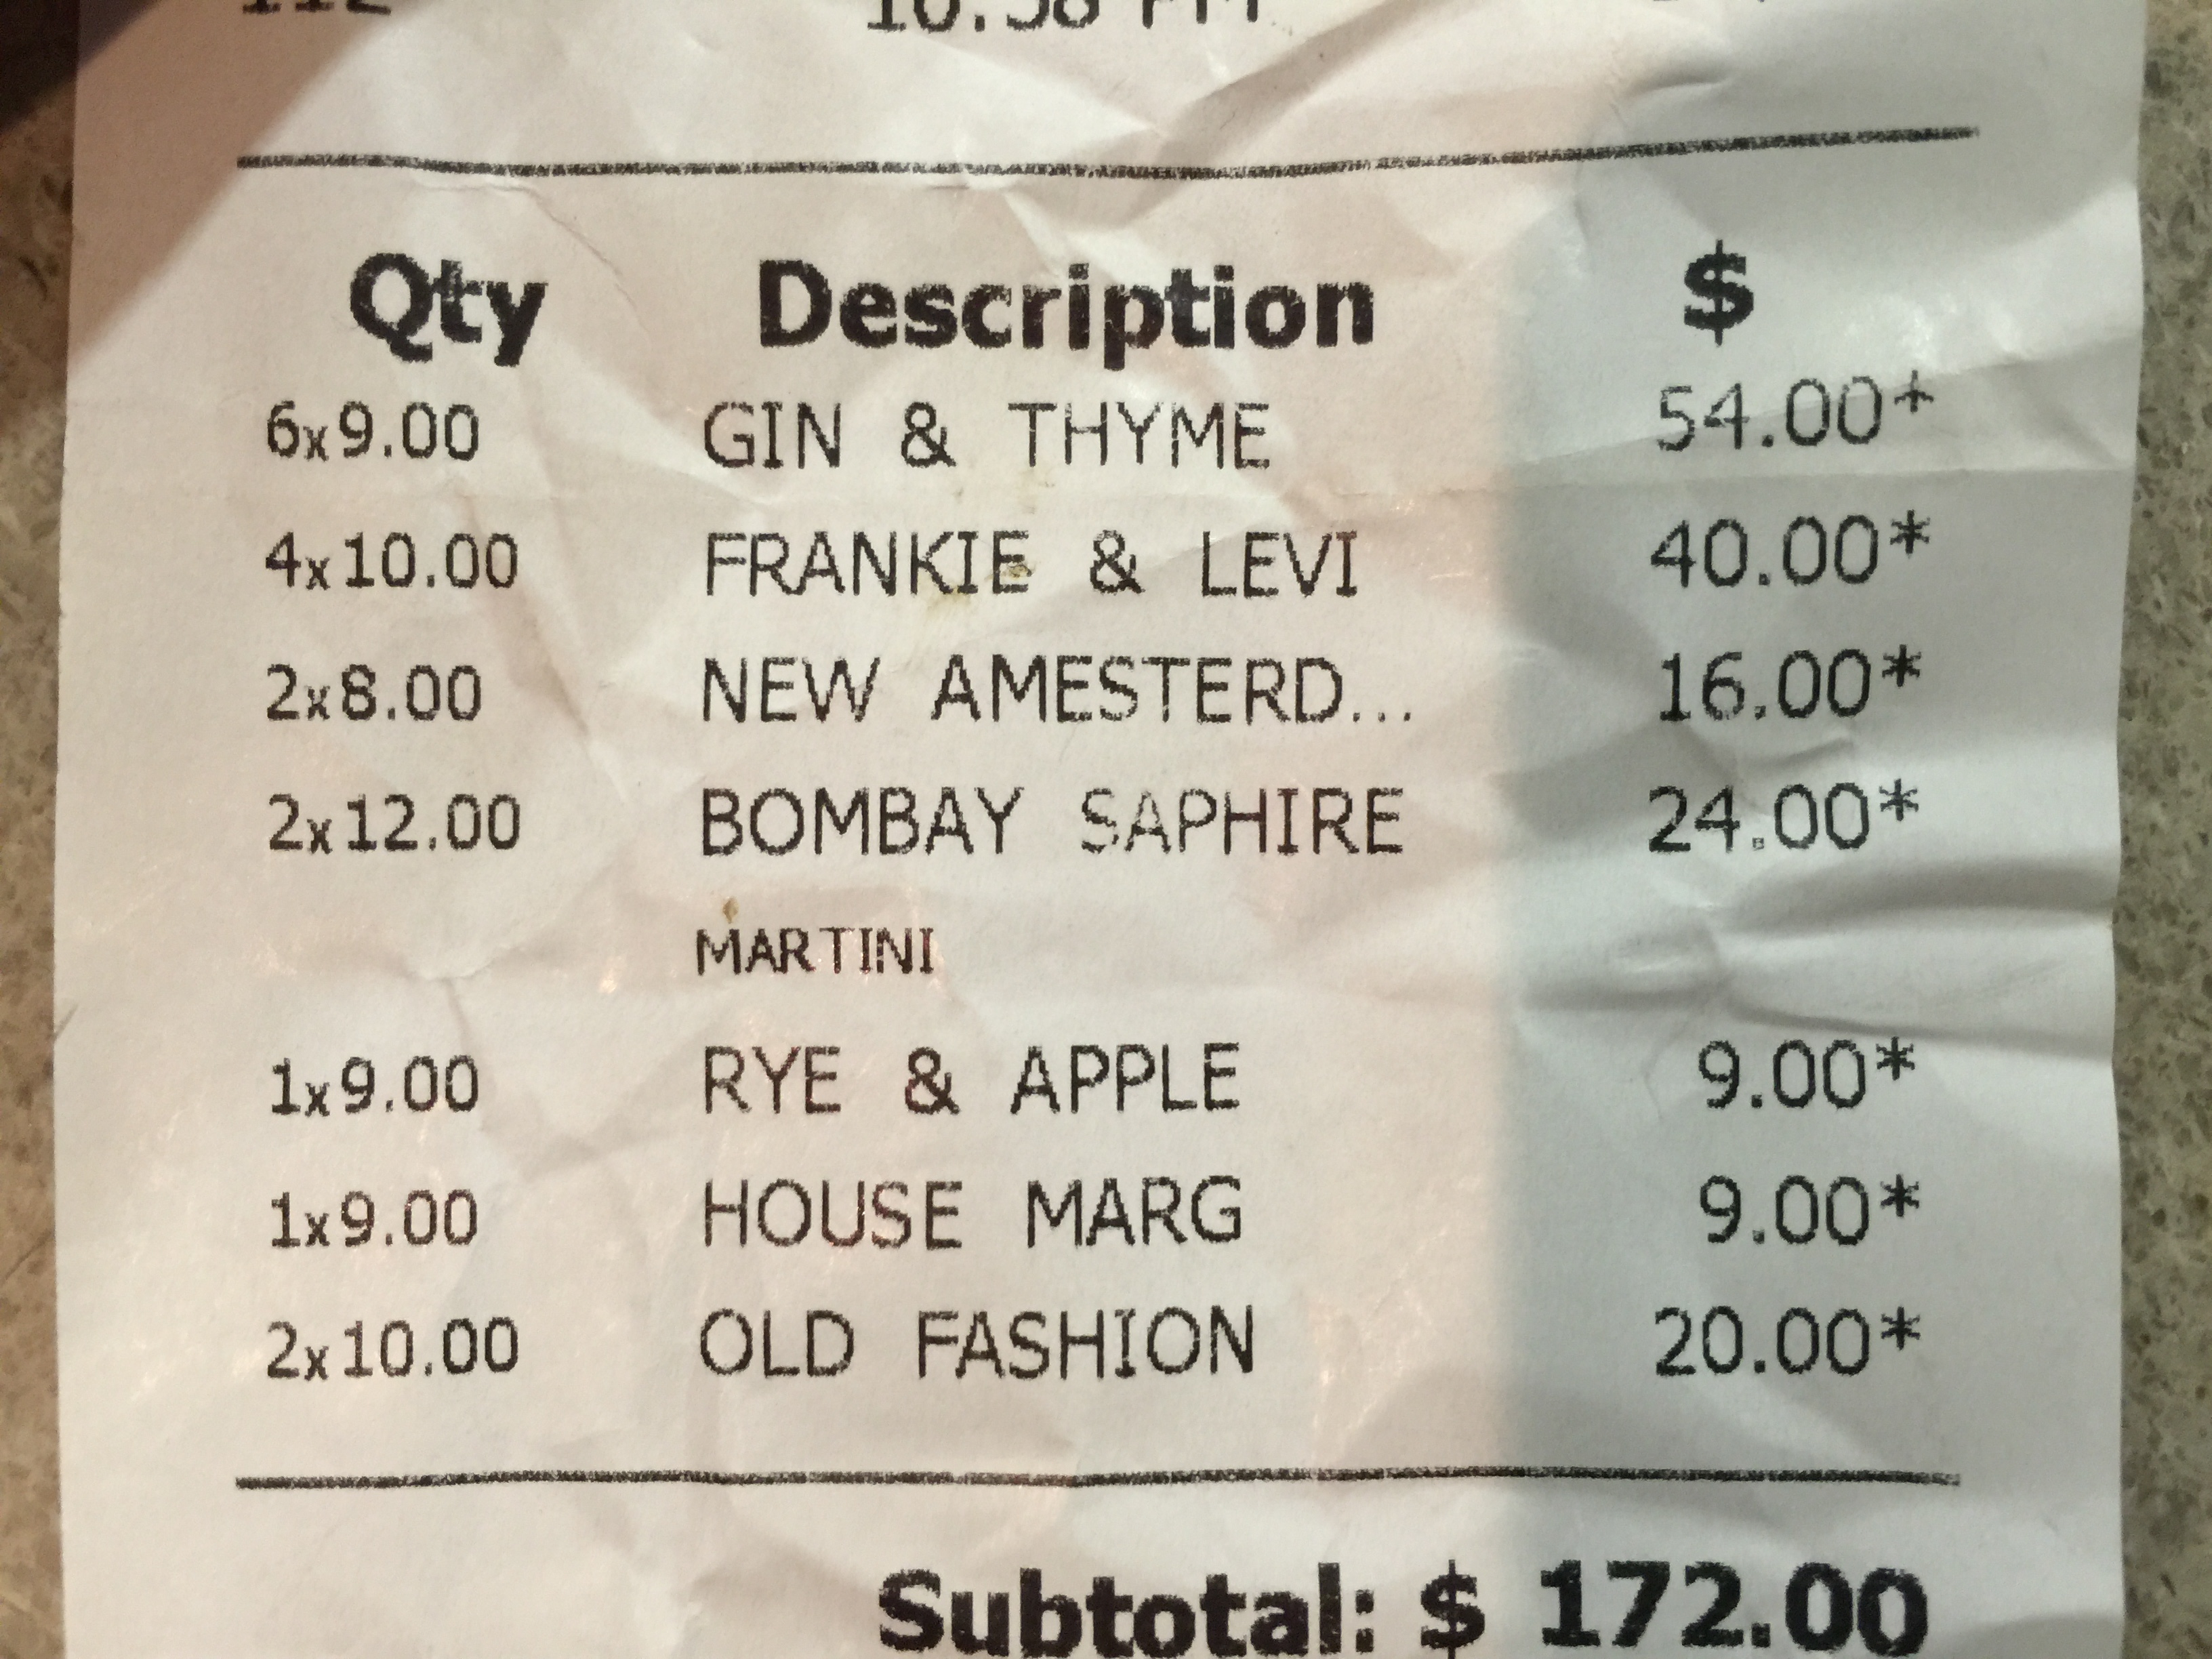 10:58 PM
Qty Description $
6x9.00 GIN & THYME 54.00*
4x10.00 FRANKIE & LEVI 40.00*
2x8.00 NEW AMESTERD... 16.00*
2x12.00 BOMBAY SAPHIRE 24.00*
MARTINI
1x9.00 RYE & APPLE 9.00*
1x9.00 HOUSE MARG 9.00*
2x10.00 OLD FASHION 20.00*
Subtotal: $ 172.00